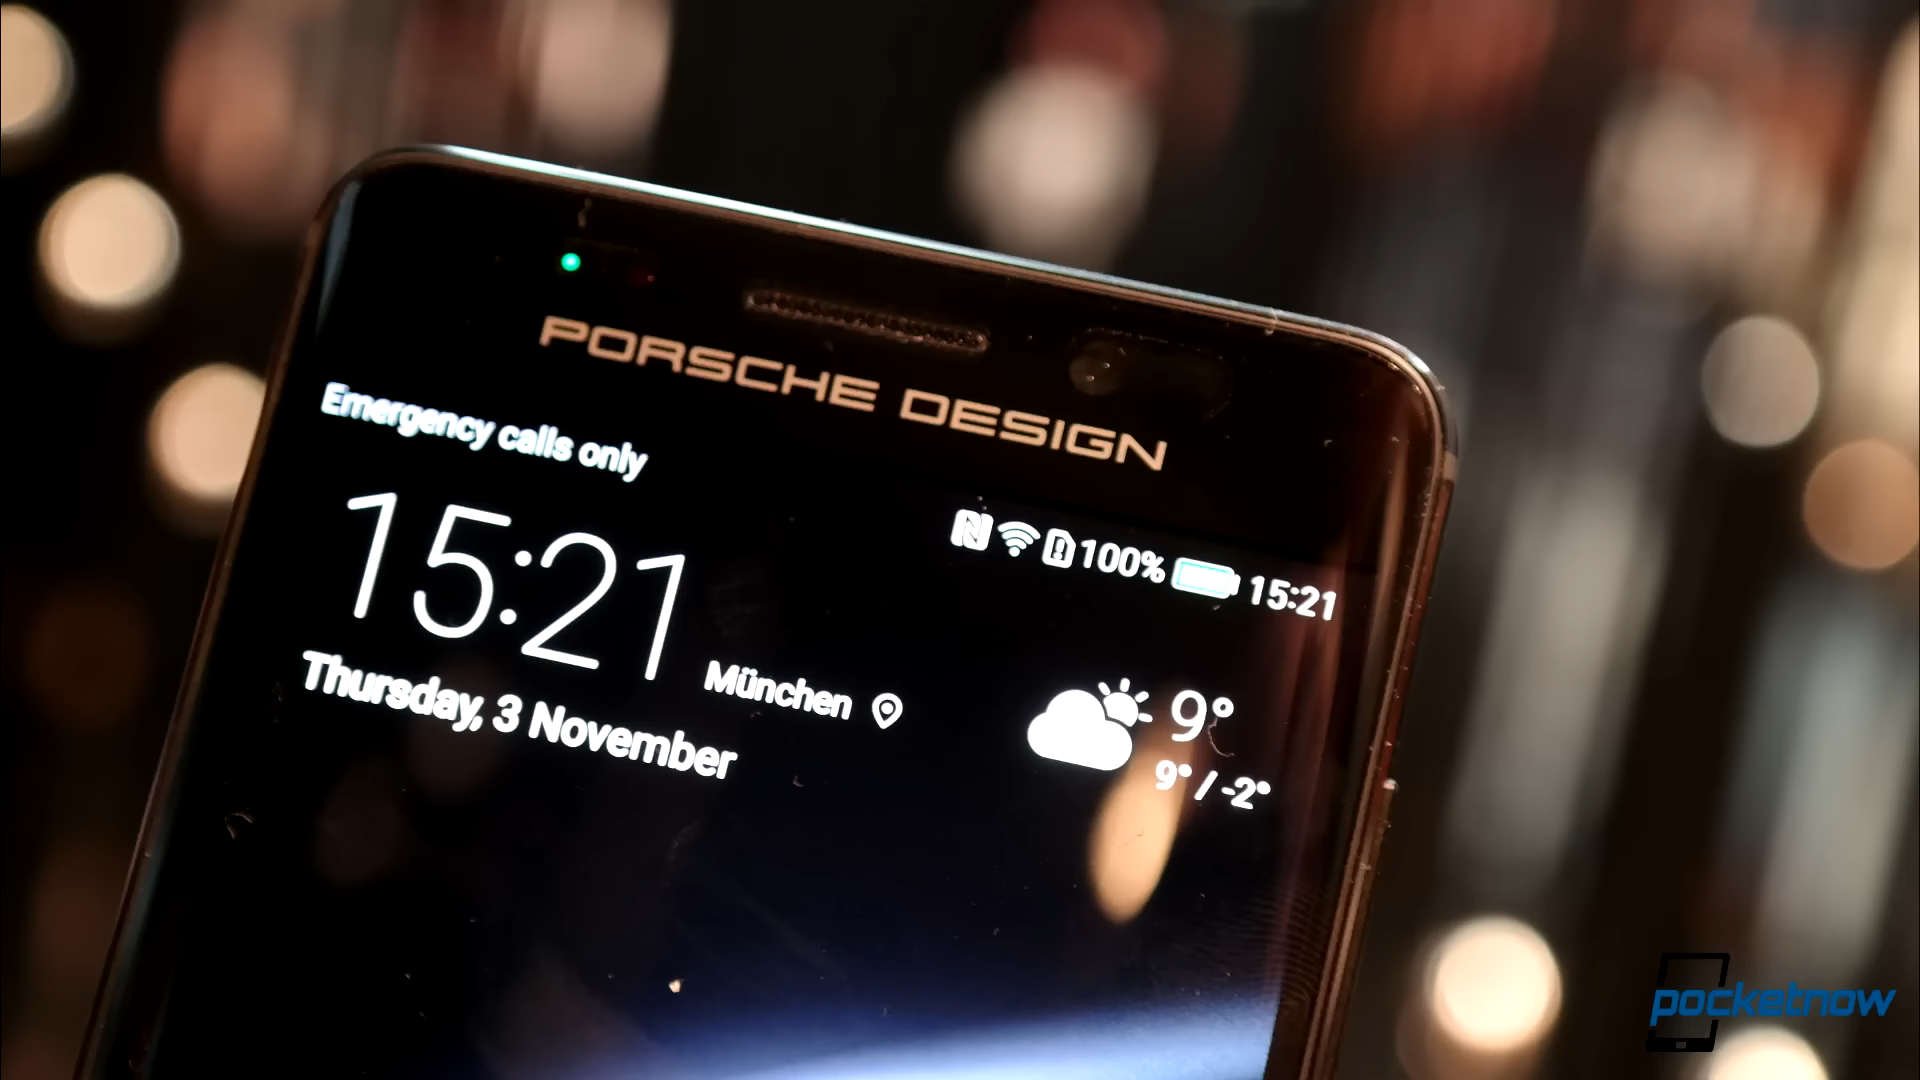 PORSCHE DESIGN
Emergency calls only
100% 15:21
15:21
München
Thursday, 3 November
9°
9° / -2°
pocketnow